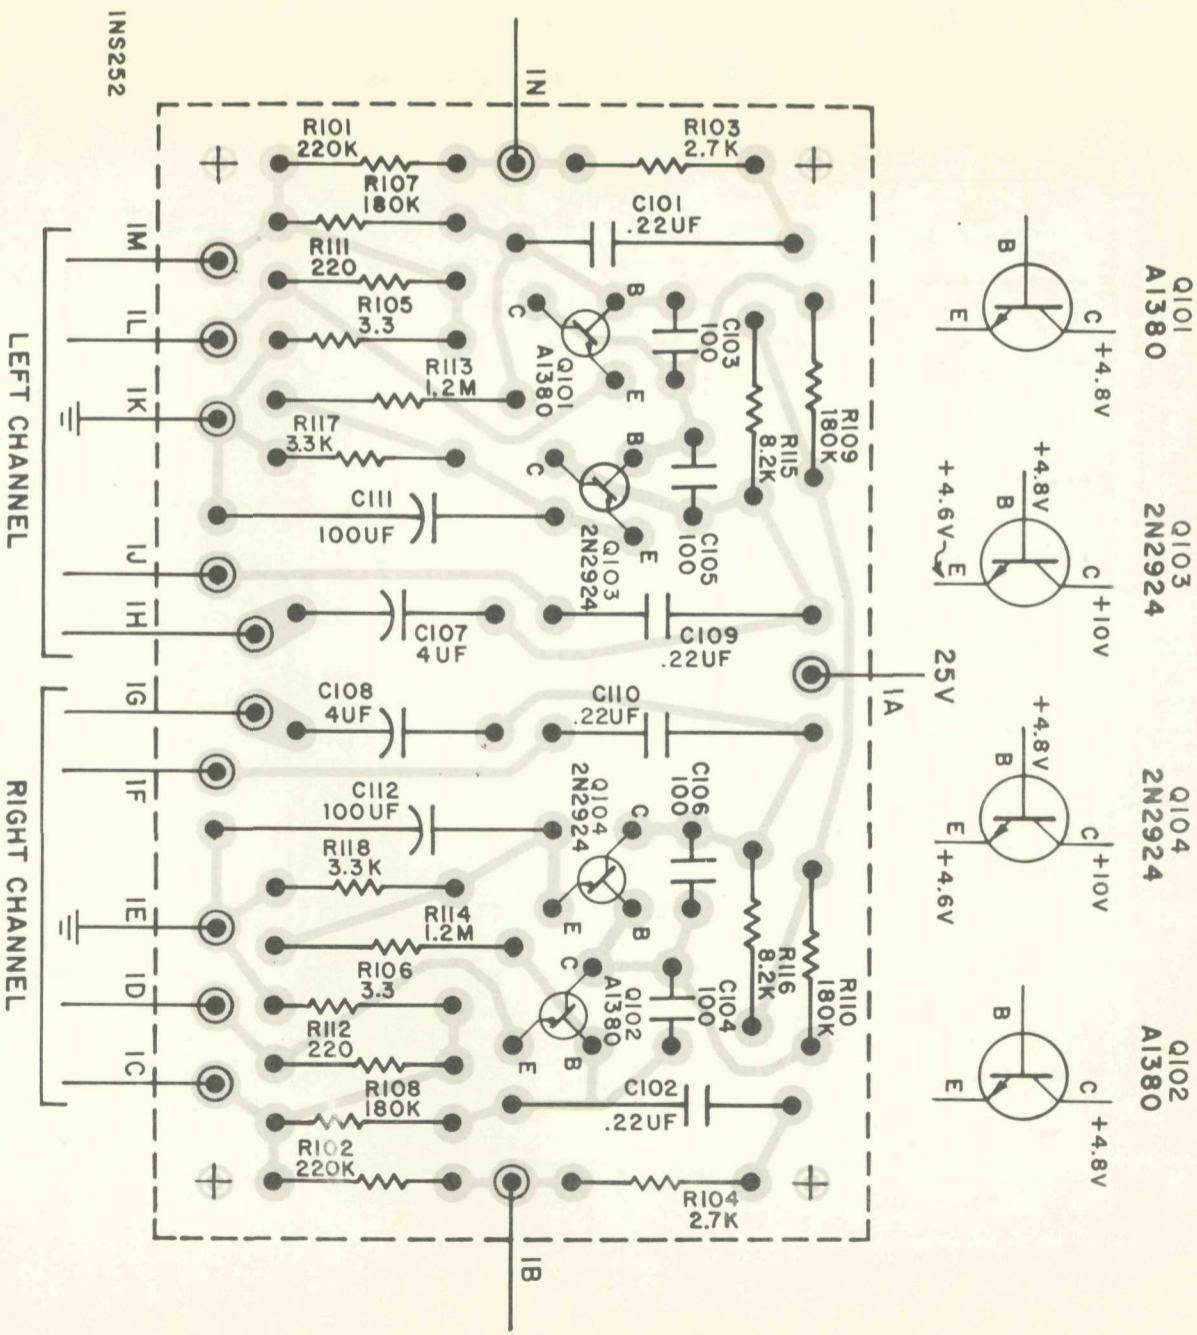 INS252
IN
R101
220K
R103
2.7K
R107
180K
C101
.22UF
R111
220
R105
3.3
R113
1.2M
R117
3.3K
C
B
E
Q101
A1380
C103
100
R115
8.2K
R109
180K
C111
100UF
C
B
E
Q103
2N2924
C105
100
C107
4UF
C109
.22UF
C108
4UF
C110
.22UF
IA
25V
C112
100UF
Q104
2N2924
C
E
B
C106
100
R118
3.3K
R114
1.2M
R106
3.3
R112
220
R108
180K
R102
220K
C
E
B
Q102
A1380
C104
100
R116
8.2K
R110
180K
C102
.22UF
R104
2.7K
IB
IM
IL
IK
IJ
IH
LEFT CHANNEL
IG
IF
IE
ID
IC
RIGHT CHANNEL
Q101
A1380
B
E
C
+4.8V
Q103
2N2924
+4.8V
B
+4.6V
E
C
+10V
Q104
2N2924
+4.8V
B
E
+4.6V
C
+10V
Q102
A1380
B
E
C
+4.8V